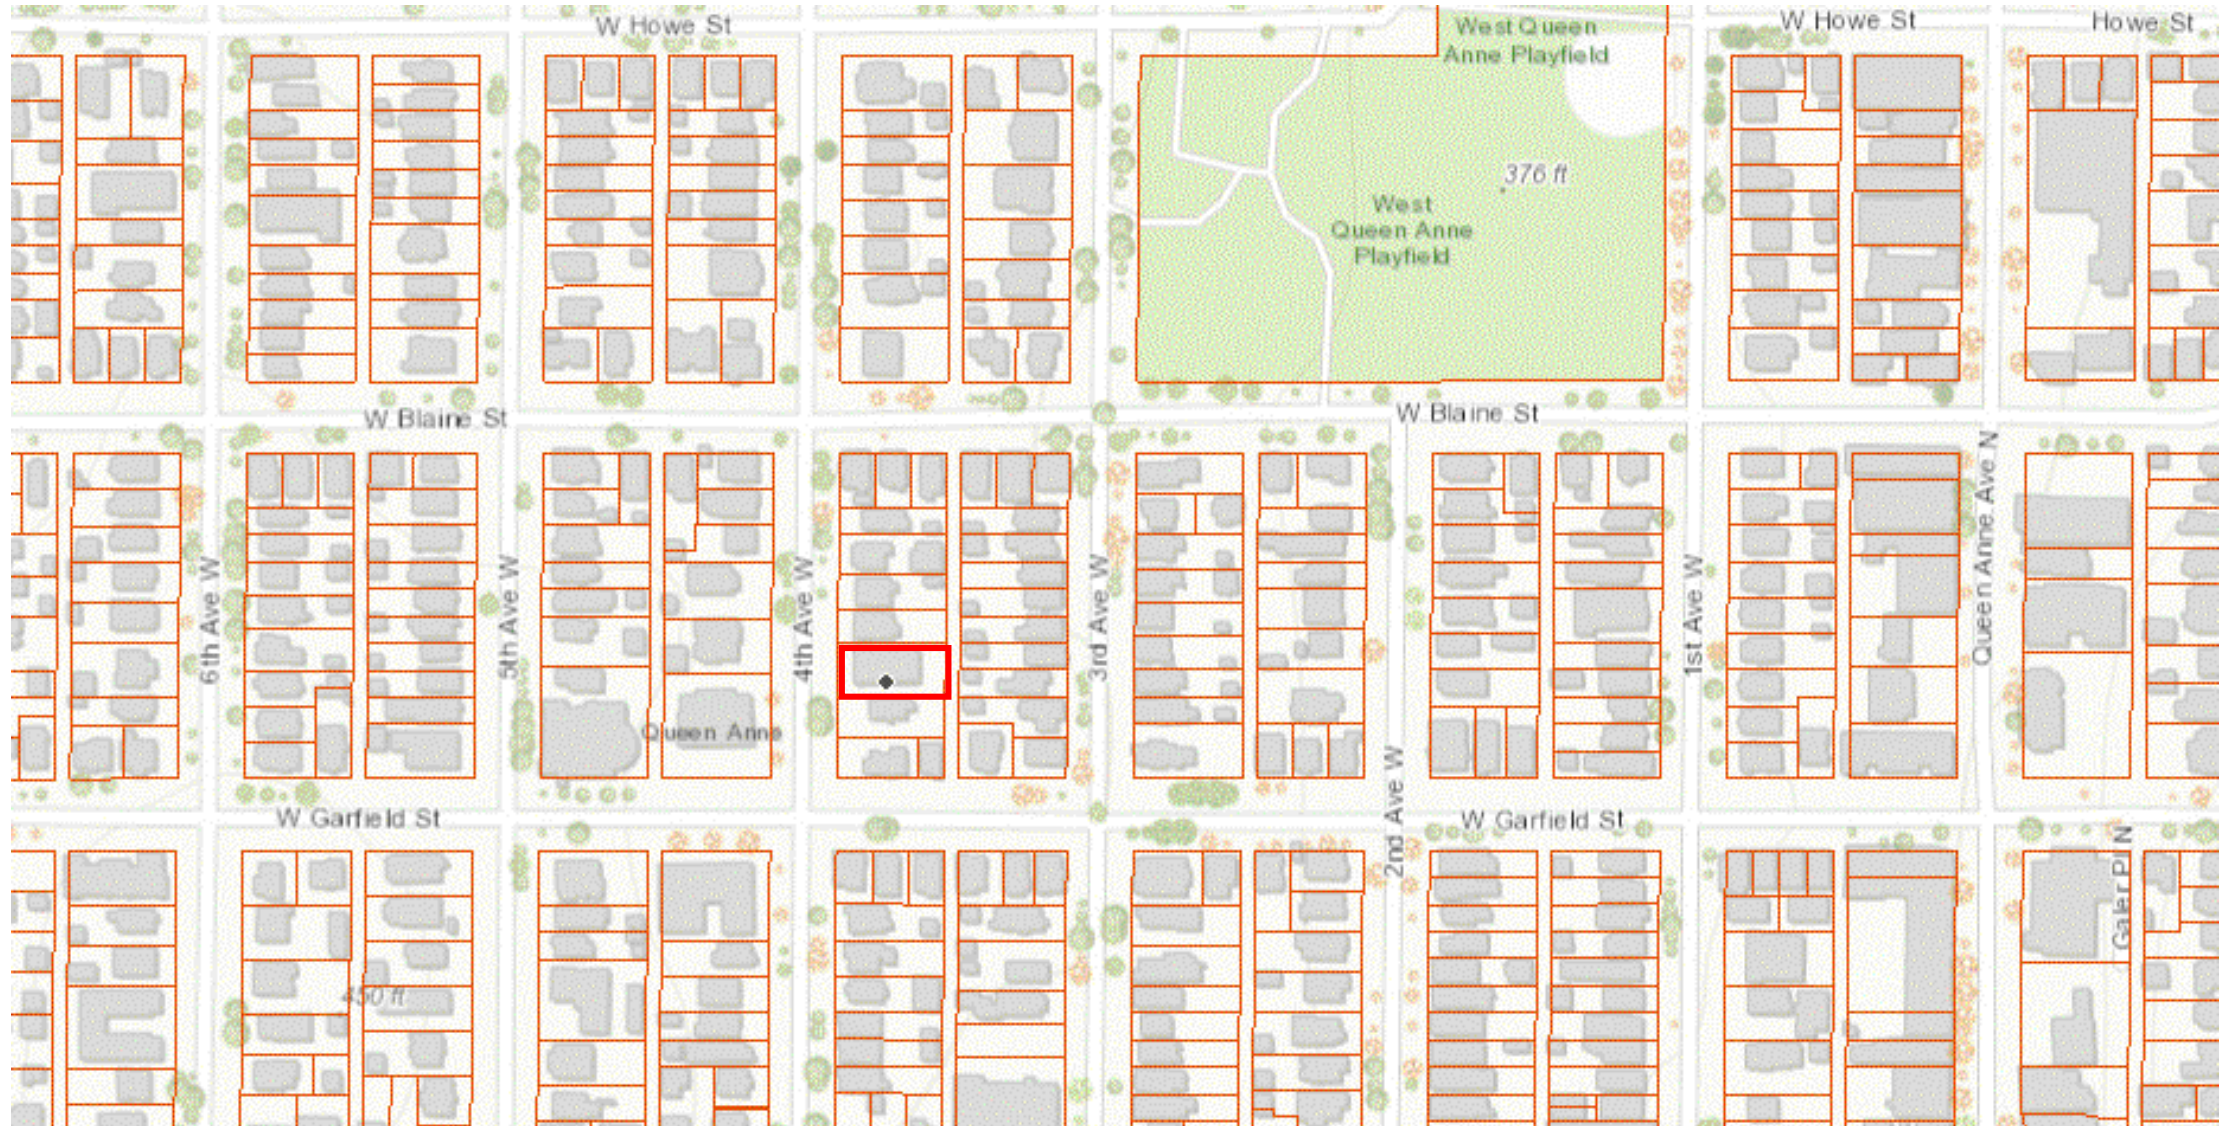 W Howe St
West Queen
Anne Playfield
W Howe St
Howe St
376 ft
West
Queen Anne
Playfield
W Blaine St
W Blaine St
6th Ave W
5th Ave W
4th Ave W
3rd Ave W
2nd Ave W
1st Ave W
Queen Anne Ave N
Queen Anne
W Garfield St
W Garfield St
Galer Pl N
450 ft